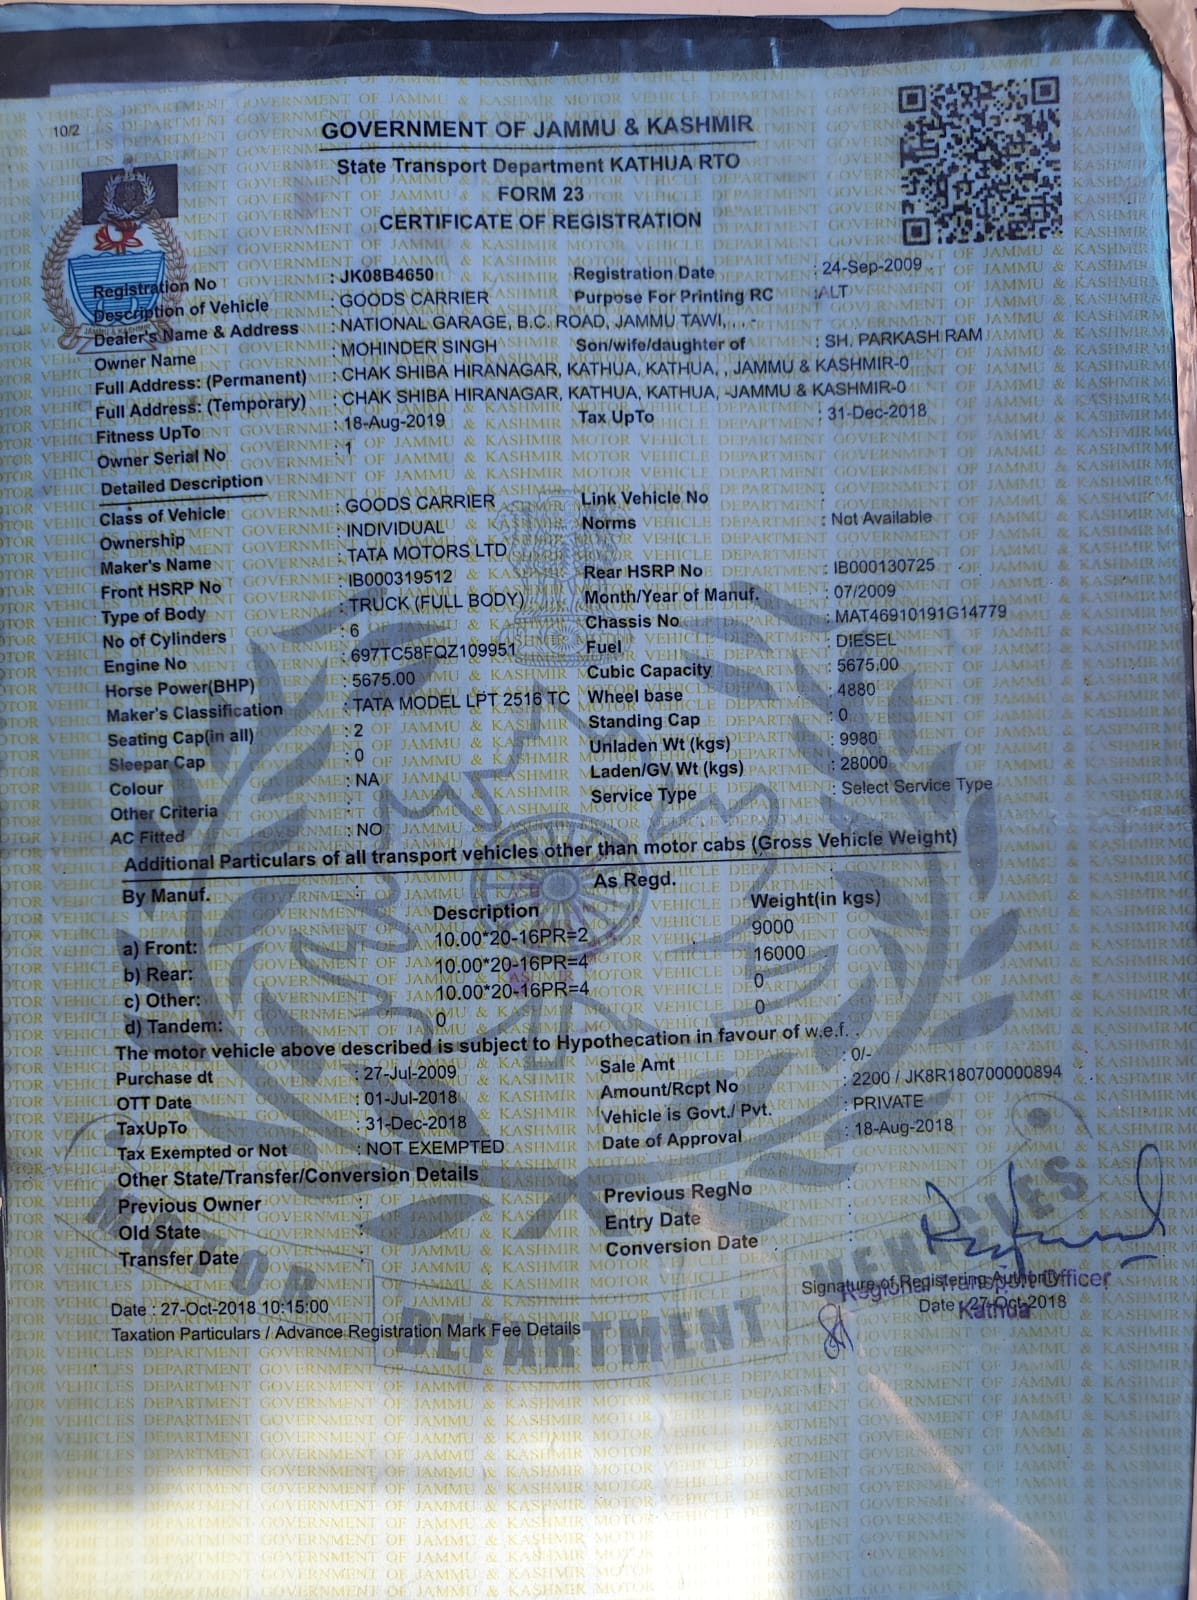 10/2
GOVERNMENT OF JAMMU & KASHMIR
State Transport Department KATHUA RTO
FORM 23
CERTIFICATE OF REGISTRATION
JAMMU & KASHMIR
Registration No : JK08B4650 Registration Date : 24-Sep-2009
Description of Vehicle : GOODS CARRIER Purpose For Printing RC :ALT
Dealer's Name & Address : NATIONAL GARAGE, B.C. ROAD, JAMMU TAWI, , . -
Owner Name : MOHINDER SINGH Son/wife/daughter of : SH. PARKASH RAM
Full Address: (Permanent) : CHAK SHIBA HIRANAGAR, KATHUA, KATHUA, , JAMMU & KASHMIR-0
Full Address: (Temporary) : CHAK SHIBA HIRANAGAR, KATHUA, KATHUA, -JAMMU & KASHMIR-0
Fitness UpTo : 18-Aug-2019 Tax UpTo : 31-Dec-2018
Owner Serial No : 1
Detailed Description
Class of Vehicle : GOODS CARRIER Link Vehicle No :
Ownership : INDIVIDUAL Norms : Not Available
Maker's Name : TATA MOTORS LTD
Front HSRP No : IB000319512 Rear HSRP No : IB000130725
Type of Body : TRUCK (FULL BODY) Month/Year of Manuf. : 07/2009
No of Cylinders : 6 Chassis No : MAT46910191G14779
Engine No : 697TC58FQZ109951 Fuel : DIESEL
Horse Power(BHP) : 5675.00 Cubic Capacity : 5675.00
Maker's Classification : TATA MODEL LPT 2516 TC Wheel base : 4880
Seating Cap(in all) : 2 Standing Cap : 0
Sleepar Cap : 0 Unladen Wt (kgs) : 9980
Colour : NA Laden/GV Wt (kgs) : 28000
Other Criteria : Service Type : Select Service Type
AC Fitted : NO
Additional Particulars of all transport vehicles other than motor cabs (Gross Vehicle Weight)
By Manuf. : As Regd. :
Description Weight(in kgs)
a) Front: 10.00*20-16PR=2 9000
b) Rear: 10.00*20-16PR=4 16000
c) Other: 10.00*20-16PR=4 0
d) Tandem: 0 0
The motor vehicle above described is subject to Hypothecation in favour of w.e.f. .
Purchase dt : 27-Jul-2009 Sale Amt : 0/-
OTT Date : 01-Jul-2018 Amount/Rcpt No : 2200 / JK8R180700000894
TaxUpTo : 31-Dec-2018 Vehicle is Govt./ Pvt. : PRIVATE
Tax Exempted or Not : NOT EXEMPTED Date of Approval : 18-Aug-2018
Other State/Transfer/Conversion Details
Previous Owner : Previous RegNo :
Old State : Entry Date :
Transfer Date : Conversion Date :
MOTOR VEHICLES DEPARTMENT
Signature of Registering Authority
Regional Transport Officer
Kathua
Date : 27-Oct-2018 10:15:00 Date : 27-Oct-2018
Taxation Particulars / Advance Registration Mark Fee Details